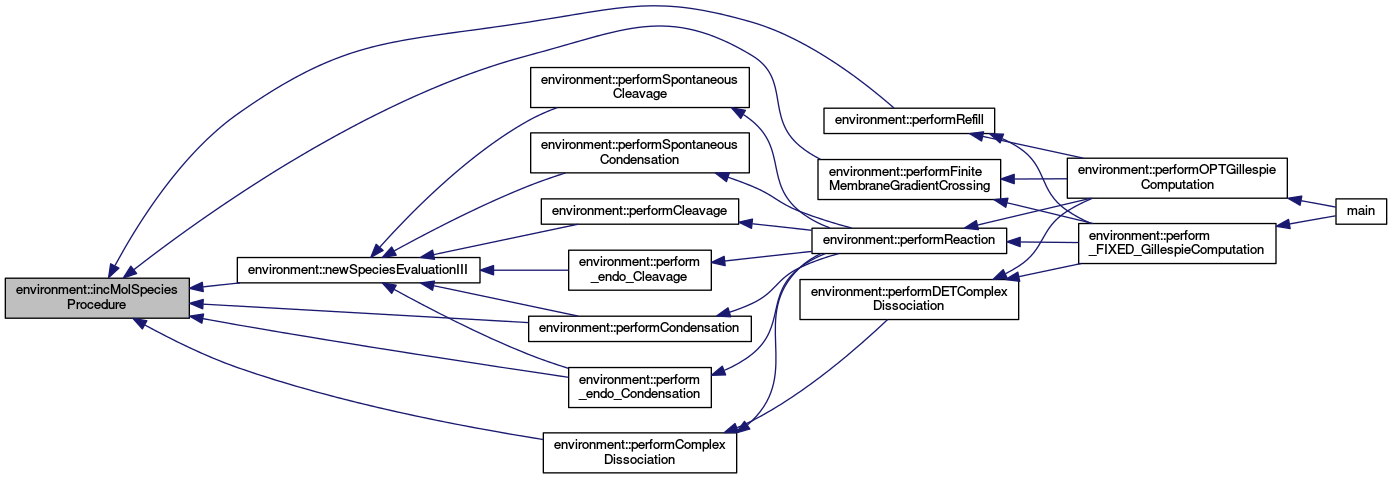 environment::incMolSpecies
Procedure
environment::newSpeciesEvaluationIII
environment::performSpontaneous
Cleavage
environment::performSpontaneous
Condensation
environment::performCleavage
environment::perform
_endo_Cleavage
environment::performCondensation
environment::perform
_endo_Condensation
environment::performComplex
Dissociation
environment::performRefill
environment::performFinite
MembraneGradientCrossing
environment::performReaction
environment::performDETComplex
Dissociation
environment::performOPTGillespie
Computation
environment::perform
_FIXED_GillespieComputation
main